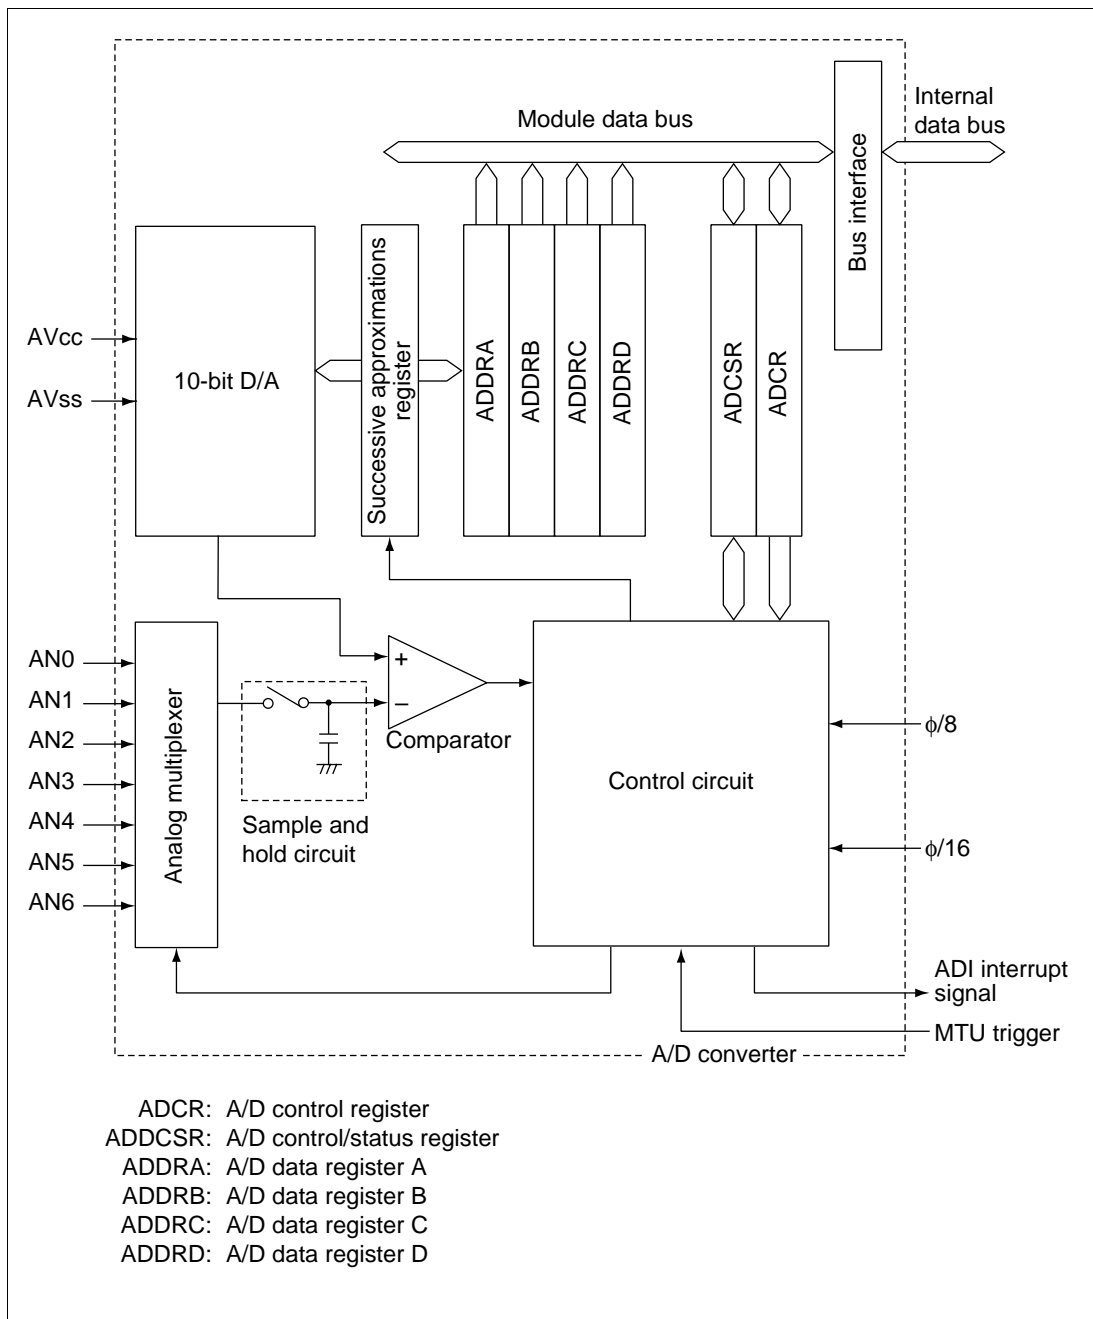 Internal
data bus
Module data bus
Bus interface
Successive approximations
register
AVcc
AVss
10-bit D/A
ADDRA
ADDRB
ADDRC
ADDRD
ADCSR
ADCR
AN0
AN1
AN2
AN3
AN4
AN5
AN6
Analog multiplexer
+
−
Comparator
Sample and
hold circuit
Control circuit
ϕ/8
ϕ/16
ADI interrupt
signal
MTU trigger
A/D converter
ADCR: A/D control register
ADDCSR: A/D control/status register
ADDRA: A/D data register A
ADDRB: A/D data register B
ADDRC: A/D data register C
ADDRD: A/D data register D